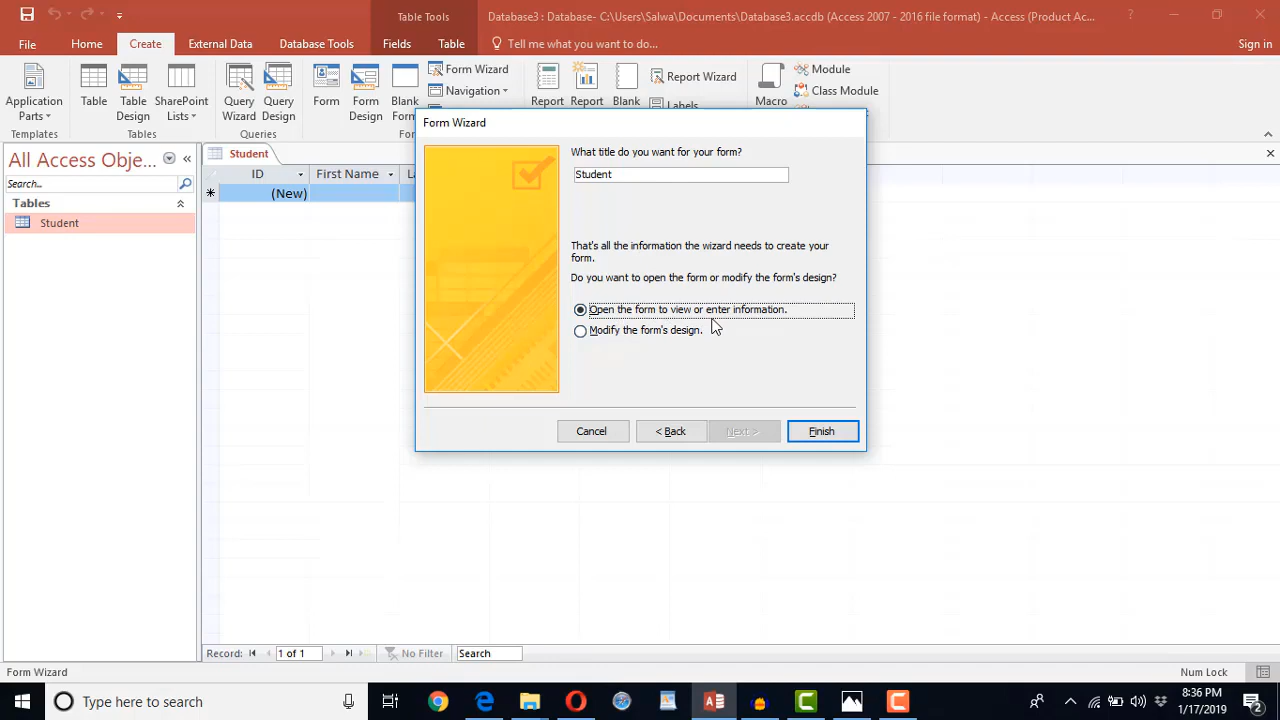 Table Tools
Database3 : Database- C:\Users\Salwa\Documents\Database3.accdb (Access 2007 - 2016 file format) - Access (Product Ac...
File Home Create External Data Database Tools Fields Table Tell me what you want to do... Sign in
Application Parts
Templates
Table
Table Design
SharePoint Lists
Tables
Query Wizard
Query Design
Queries
Form
Form Design
Blank
Form Wizard
Navigation
Report
Report
Blank
Report Wizard
Labels
Macro
Module
Class Module
All Access Obje...
Search...
Tables
Student
Student
ID First Name
(New)
Form Wizard
What title do you want for your form?
Student
That's all the information the wizard needs to create your
form.
Do you want to open the form or modify the form's design?
Open the form to view or enter information.
Modify the form's design.
Cancel < Back Next > Finish
Record: 1 of 1 No Filter Search
Form Wizard Num Lock
Type here to search
8:36 PM
1/17/2019
2